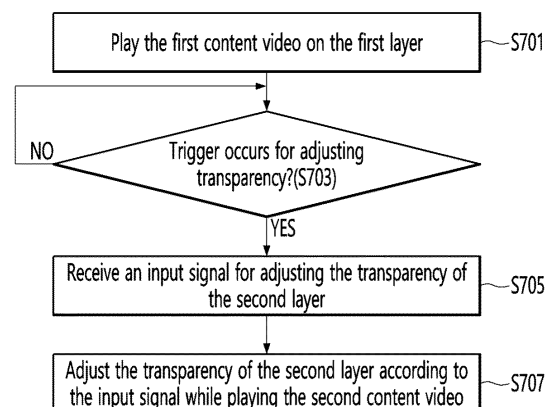 Play the first content video on the first layer
S701
NO
Trigger occurs for adjusting
transparency?(S703)
YES
Receive an input signal for adjusting the transparency of
the second layer
S705
Adjust the transparency of the second layer according to
the input signal while playing the second content video
S707